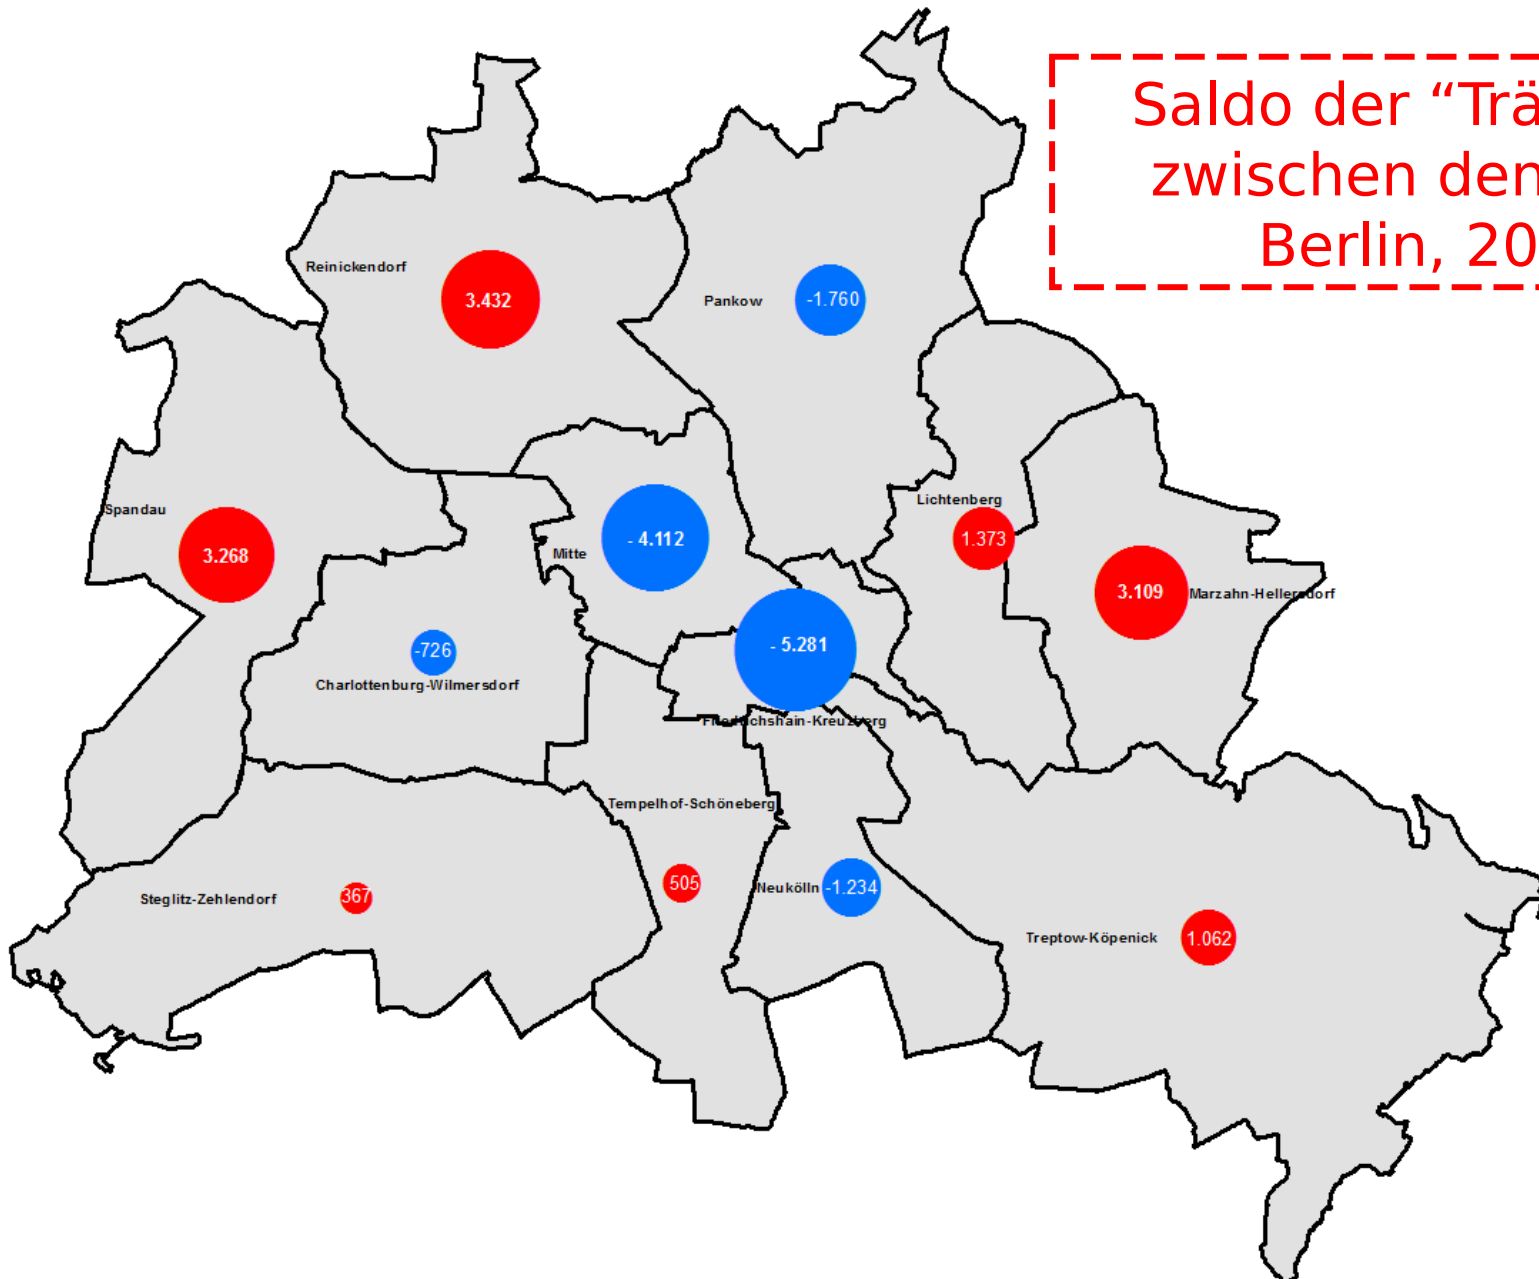 Saldo der “Trä
zwischen den
Berlin, 20
Reinickendorf
3.432
Pankow
-1.760
Spandau
3.268
Mitte
- 4.112
Lichtenberg
1.373
3.109
Marzahn-Hellersdorf
- 5.281
Friedrichshain-Kreuzberg
-726
Charlottenburg-Wilmersdorf
Tempelhof-Schöneberg
505
Steglitz-Zehlendorf
367
Neukölln
-1.234
Treptow-Köpenick
1.062